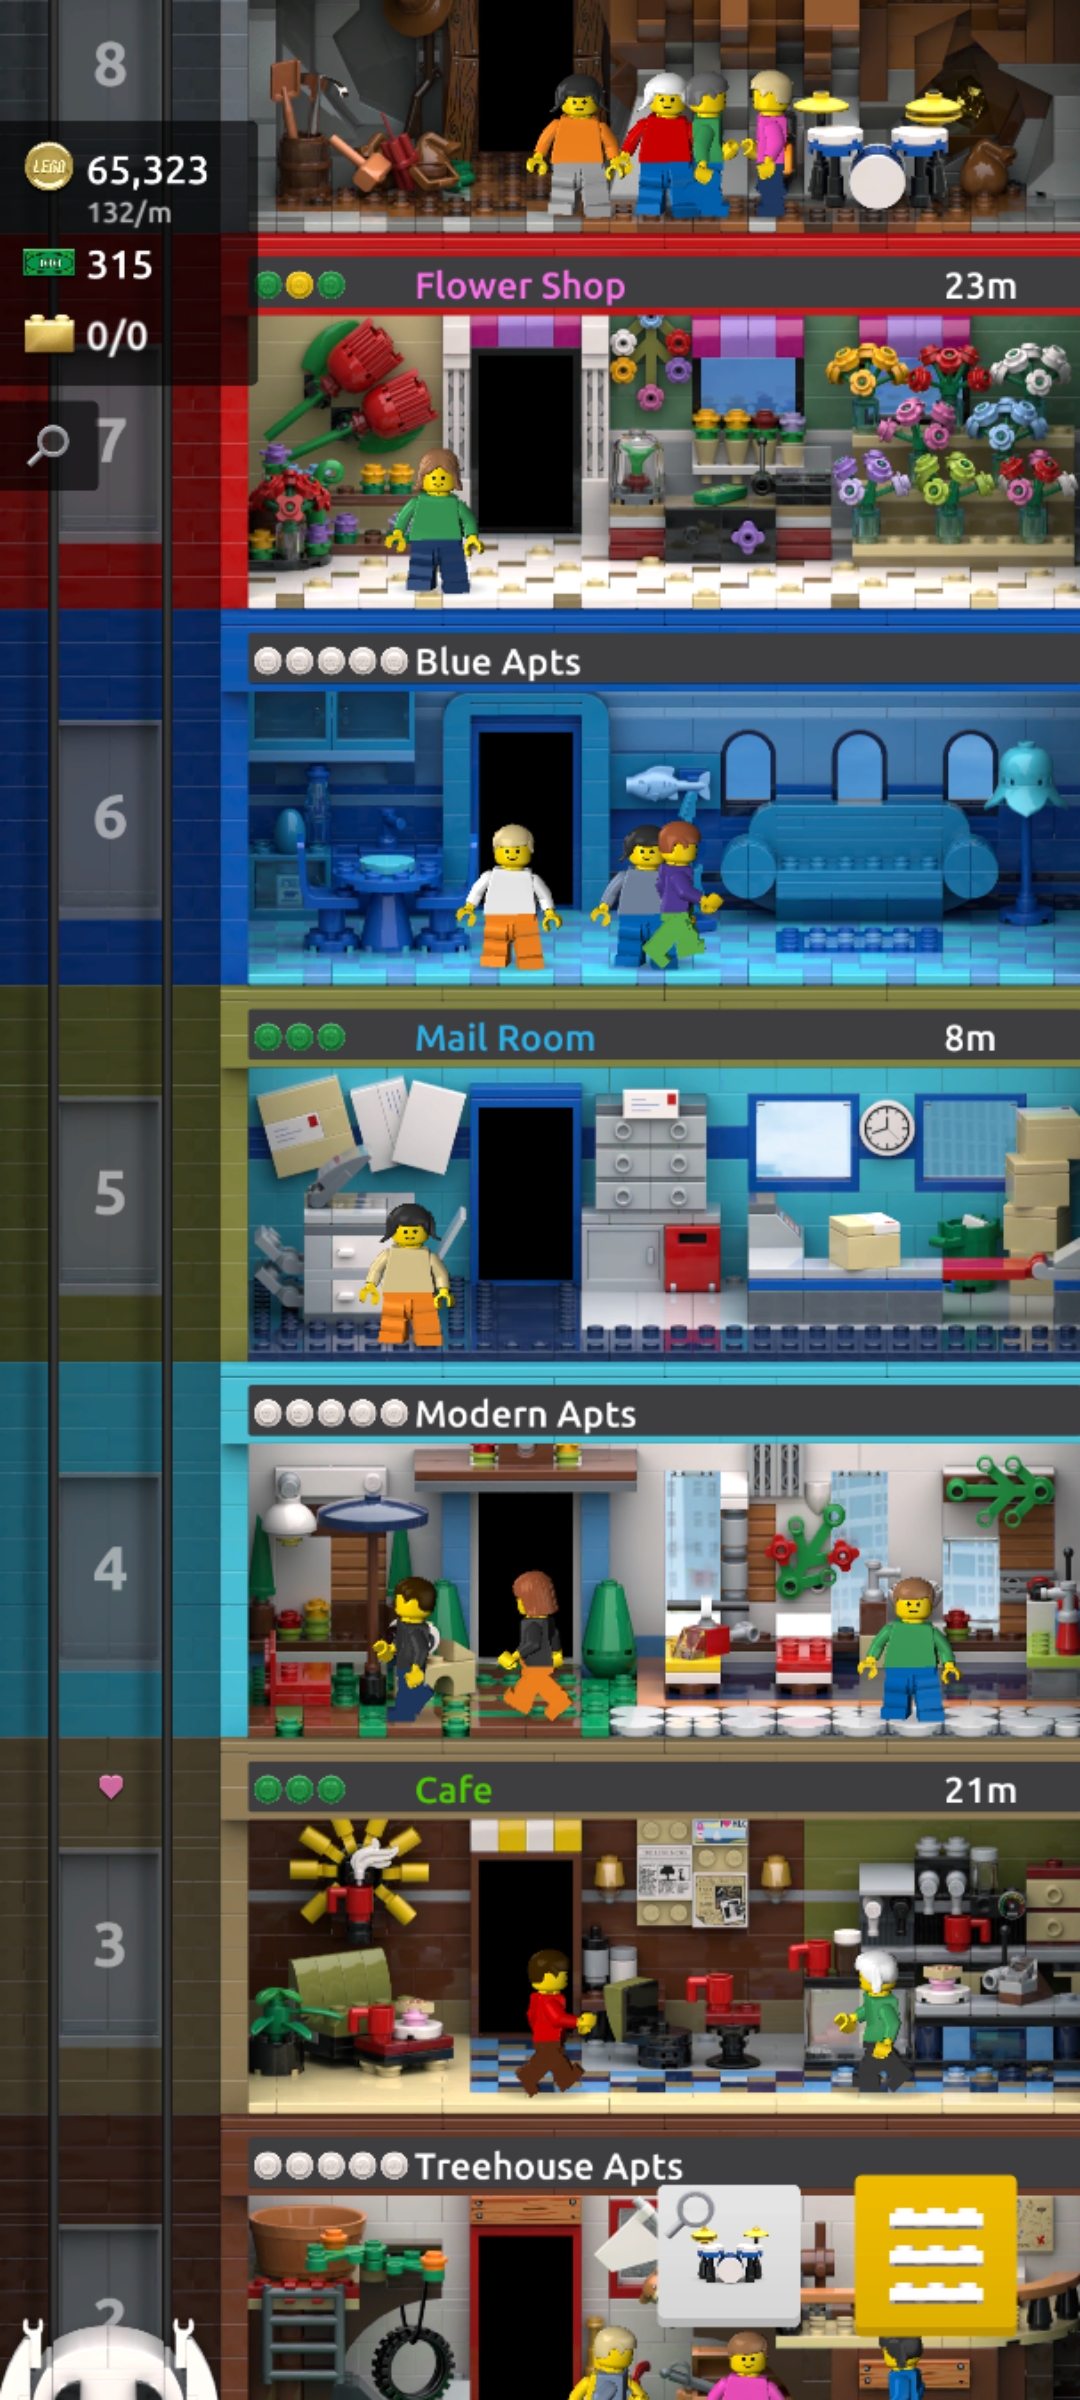 8
LEGO
65,323
132/m
315
0/0
Flower Shop
23m
7
Blue Apts
6
Mail Room
8m
5
Modern Apts
4
Cafe
21m
3
Treehouse Apts
2